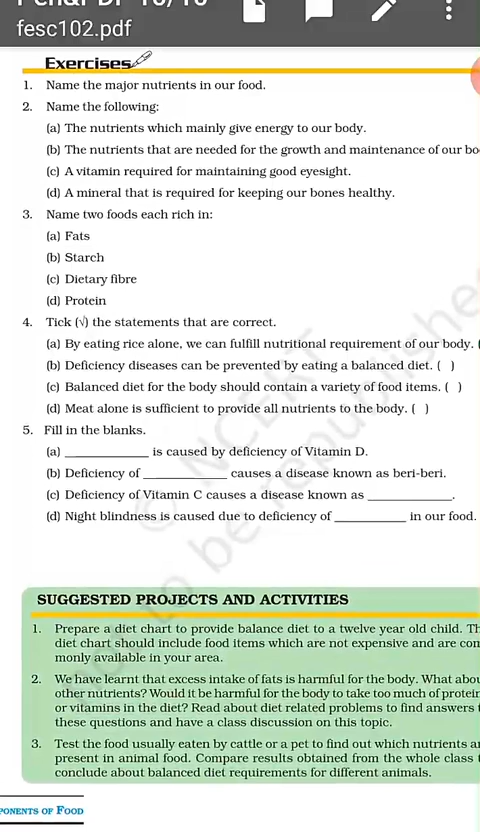 fesc102.pdf
Exercises
1. Name the major nutrients in our food.
2. Name the following:
(a) The nutrients which mainly give energy to our body.
(b) The nutrients that are needed for the growth and maintenance of our
(c) A vitamin required for maintaining good eyesight.
(d) A mineral that is required for keeping our bones healthy.
3. Name two foods each rich in:
(a) Fats
(b) Starch
(c) Dietary fibre
(d) Protein
4. Tick (√) the statements that are correct.
(a) By eating rice alone, we can fulfill nutritional requirement of our body. (
(b) Deficiency diseases can be prevented by eating a balanced diet. ( )
(c) Balanced diet for the body should contain a variety of food items. ( )
(d) Meat alone is sufficient to provide all nutrients to the body. ( )
5. Fill in the blanks.
(a) ____________ is caused by deficiency of Vitamin D.
(b) Deficiency of ____________ causes a disease known as beri-beri.
(c) Deficiency of Vitamin C causes a disease known as ____________.
(d) Night blindness is caused due to deficiency of __________ in our food.
© NCERT
to be republished
SUGGESTED PROJECTS AND ACTIVITIES
1. Prepare a diet chart to provide balance diet to a twelve year old child.
diet chart should include food items which are not expensive and are
monly available in your area.
2. We have learnt that excess intake of fats is harmful for the body. What
other nutrients? Would it be harmful for the body to take too much of
or vitamins in the diet? Read about diet related problems to find answers
these questions and have a class discussion on this topic.
3. Test the food usually eaten by cattle or a pet to find out which nutrients
present in animal food. Compare results obtained from the whole class
conclude about balanced diet requirements for different animals.
PONENTS OF FOOD